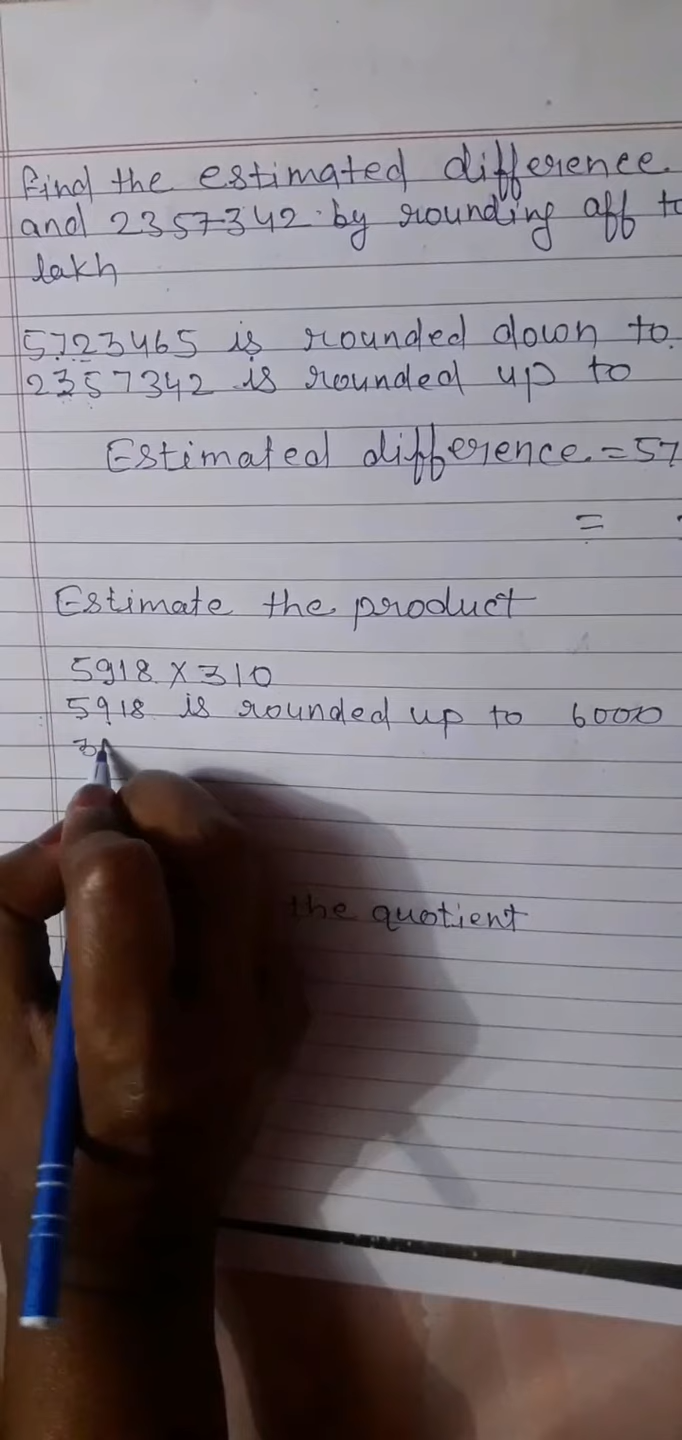 Find the estimated difference
and 2357342 by rounding off to
lakh
5723465 is rounded down to
2357342 is rounded up to
Estimated difference = 57
=
Estimate the product
5918 X 310
5918 is rounded up to 6000
3
the quotient